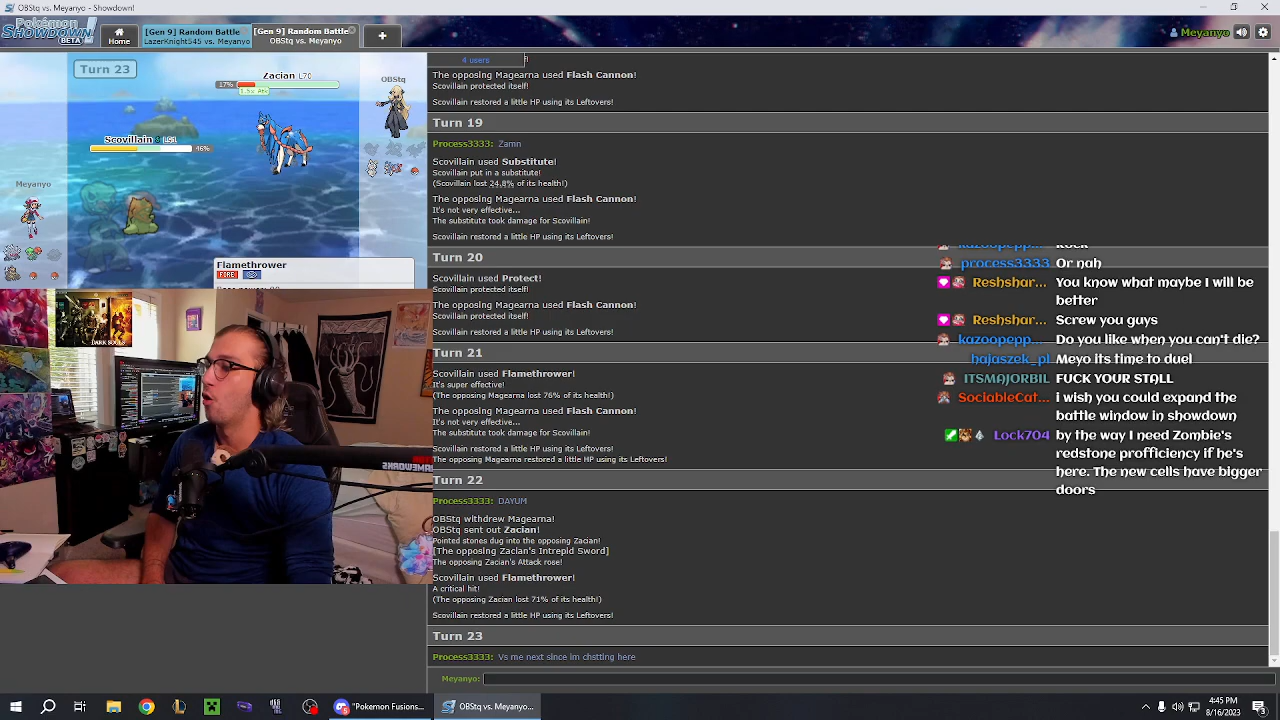 OBStq vs. Meyanyo - Showdown!
Pokémon
SHOWDOWN!
BETA
Home
[Gen 9] Random Battle
LazerKnight545 vs. Meyanyo
[Gen 9] Random Battle
OBStq vs. Meyanyo
Meyanyo
Turn 23
Zacian L70
17%
1.5x Atk
OBStq
Scovillain
L91
46%
Meyanyo
Flamethrower
FIRE
DARK SOULS
4 users
The opposing Magearna used Flash Cannon!
Scovillain protected itself!
Scovillain restored a little HP using its Leftovers!
Turn 19
Process3333: Zamn
Scovillain used Substitute!
Scovillain put in a substitute!
(Scovillain lost 24.8% of its health!)
The opposing Magearna used Flash Cannon!
It's not very effective...
The substitute took damage for Scovillain!
Scovillain restored a little HP using its Leftovers!
Turn 20
Scovillain used Protect!
Scovillain protected itself!
The opposing Magearna used Flash Cannon!
Scovillain protected itself!
Scovillain restored a little HP using its Leftovers!
Turn 21
Scovillain used Flamethrower!
It's super effective!
(The opposing Magearna lost 76% of its health!)
The opposing Magearna used Flash Cannon!
It's not very effective...
The substitute took damage for Scovillain!
Scovillain restored a little HP using its Leftovers!
The opposing Magearna restored a little HP using its Leftovers!
Turn 22
Process3333: DAYUM
OBStq withdrew Magearna!
OBStq sent out Zacian!
Pointed stones dug into the opposing Zacian!
[The opposing Zacian's Intrepid Sword]
The opposing Zacian's Attack rose!
Scovillain used Flamethrower!
A critical hit!
(The opposing Zacian lost 71% of its health!)
Scovillain restored a little HP using its Leftovers!
Turn 23
Process3333: Vs me next since im chstting here
Meyanyo:
kazoopepp... Rock
process3333 Or nah
Reshshar... You know what maybe I will be
better
Reshshar... Screw you guys
kazoopepp... Do you like when you can't die?
hajaszek_pl Meyo its time to duel
ITSMAJORBIL FUCK YOUR STALL
SociableCat... i wish you could expand the
battle window in showdown
Lock704 by the way I need Zombie's
redstone profficiency if he's
here. The new cells have bigger
doors
"Pokemon Fusions...
OBStq vs. Meyanyo...
4:45 PM
8/16/2023